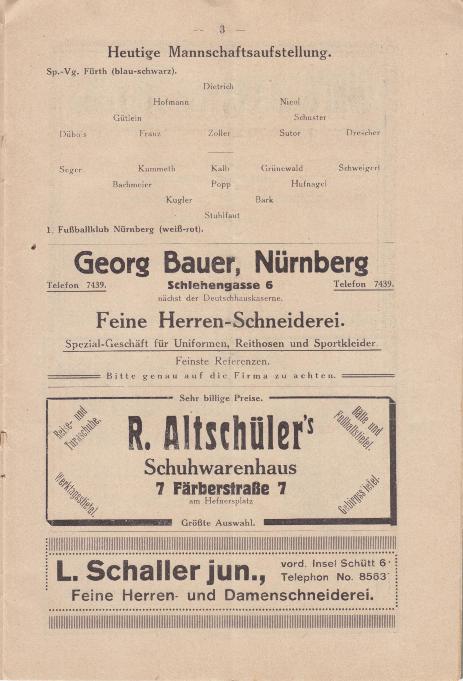 — 3 —
Heutige Mannschaftsaufstellung.
Sp.-Vg. Fürth (blau-schwarz).
Dietrich
Hofmann Nicol
Gütlein Schuster
Dubois Franz Zoller Sutor Drescher
Seger Kummeth Kalb Grünewald Schweigerl
Bachmeier Popp Hufnagel
Kugler Bark
Stuhlfaut
1. Fußballklub Nürnberg (weiß-rot).
Georg Bauer, Nürnberg
Telefon 7439. Schlehengasse 6 Telefon 7439.
nächst der Deutschhauskaserne.
Feine Herren-Schneiderei.
Spezial-Geschäft für Uniformen, Reithosen und Sportkleider
Feinste Referenzen.
Bitte genau auf die Firma zu achten.
Sehr billige Preise.
Reise- und Turnschuhe.
Bälle und Fußballstiefel.
R. Altschüler's
Schuhwarenhaus
7 Färberstraße 7
am Hefnersplatz
Werktagsstiefel.
Gebirgsstiefel.
Größte Auswahl.
L. Schaller jun., vord. Insel Schütt 6
Telephon No. 8563
Feine Herren- und Damenschneiderei.